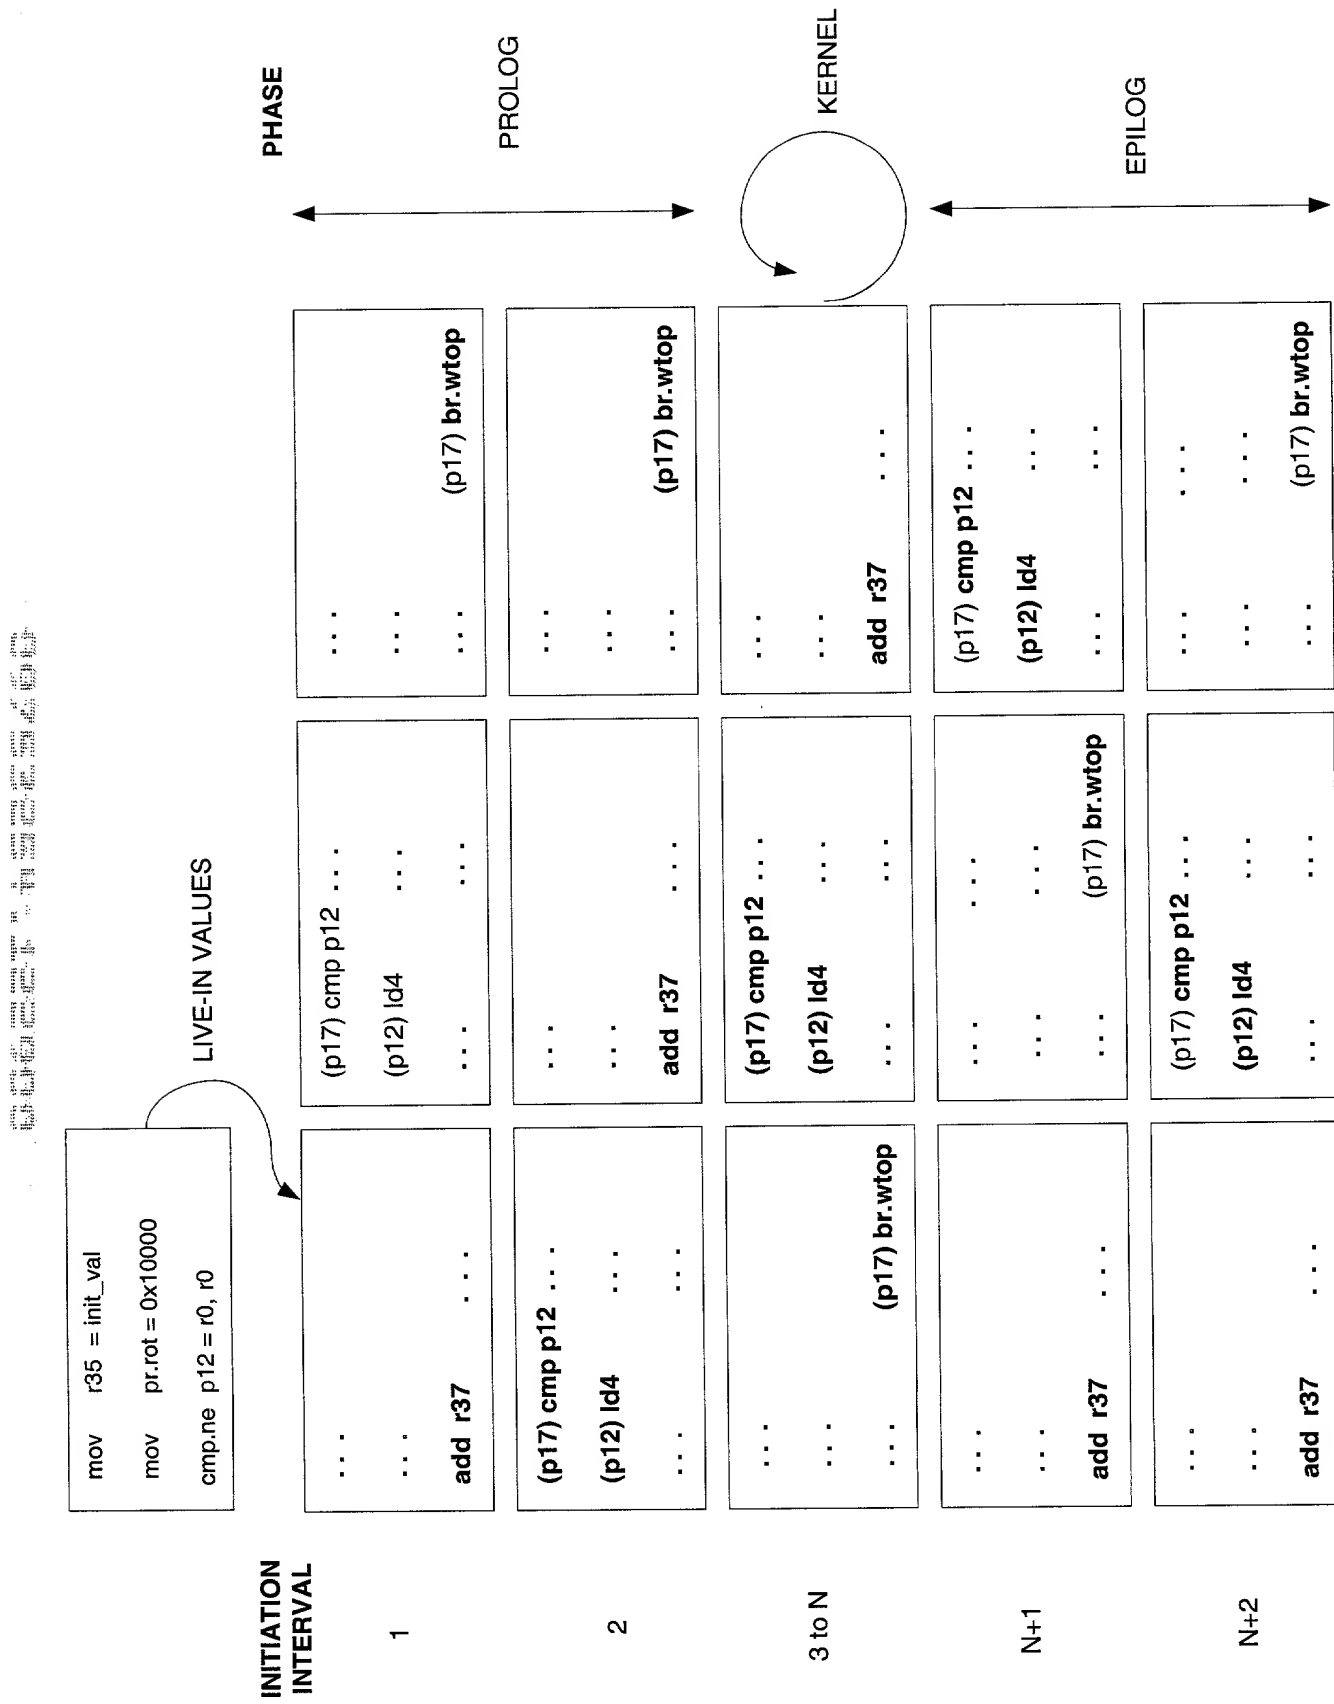 mov r35 = init_val
mov pr.rot = 0x10000
cmp.ne p12 = r0, r0
LIVE-IN VALUES
INITIATION
INTERVAL
PHASE
1
...
...
add r37 ...
(p17) cmp p12 ...
(p12) ld4 ...
... ...
...
...
... (p17) br.wtop
PROLOG
2
(p17) cmp p12 ...
(p12) ld4 ...
... ...
...
...
add r37 ...
...
...
... (p17) br.wtop
3 to N
...
...
... (p17) br.wtop
(p17) cmp p12 ...
(p12) ld4 ...
... ...
...
...
add r37 ...
KERNEL
N+1
...
...
add r37 ...
... ...
... ...
... (p17) br.wtop
(p17) cmp p12 ...
(p12) ld4 ...
... ...
EPILOG
N+2
...
...
add r37 ...
(p17) cmp p12 ...
(p12) ld4 ...
... ...
... ...
... ...
... (p17) br.wtop